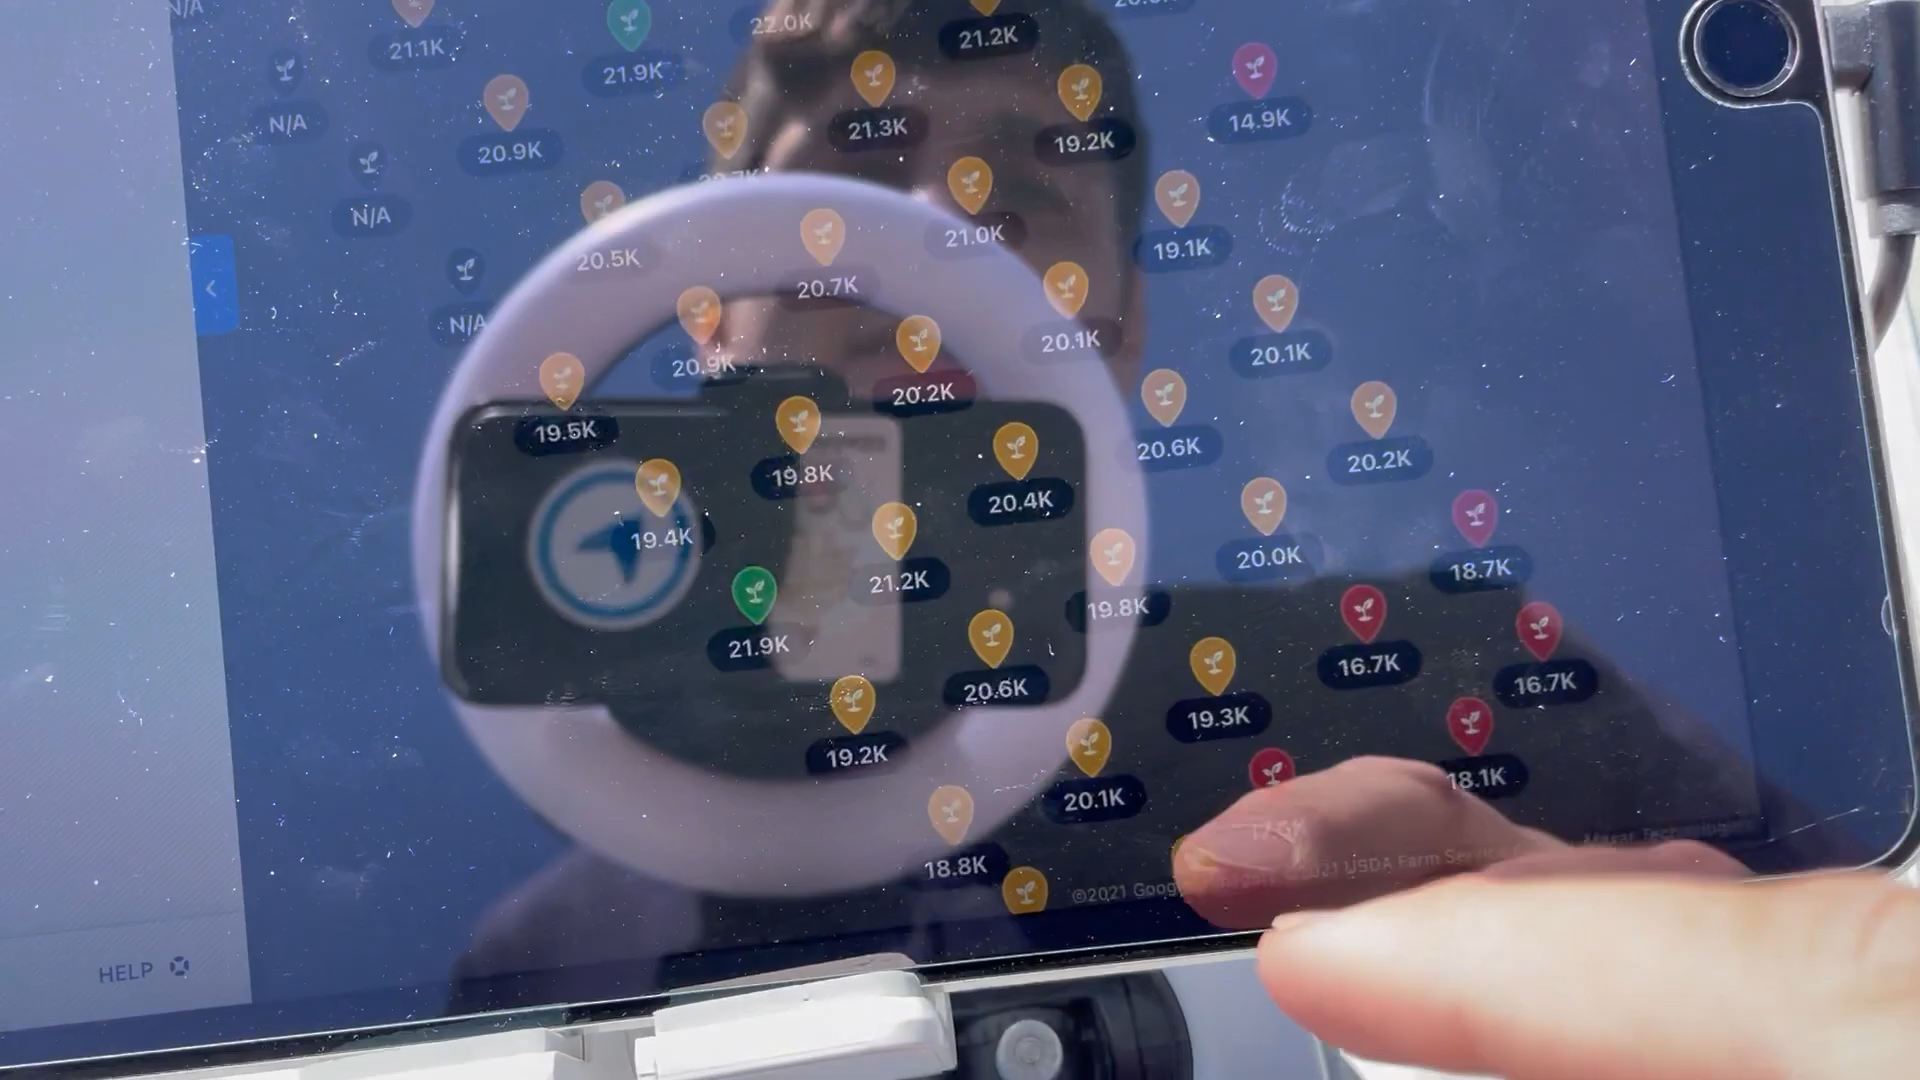 N/A
21.1K
22.0K
21.2K
21.9K
N/A
20.9K
21.3K
19.2K
14.9K
N/A
20.5K
21.0K
19.1K
20.7K
N/A
20.9K
20.1K
20.1K
19.5K
20.2K
20.6K
20.2K
19.8K
20.4K
19.4K
21.2K
20.0K
18.7K
21.9K
19.8K
20.6K
16.7K
16.7K
19.2K
19.3K
18.1K
20.1K
18.8K
©2021 USDA Farm
HELP